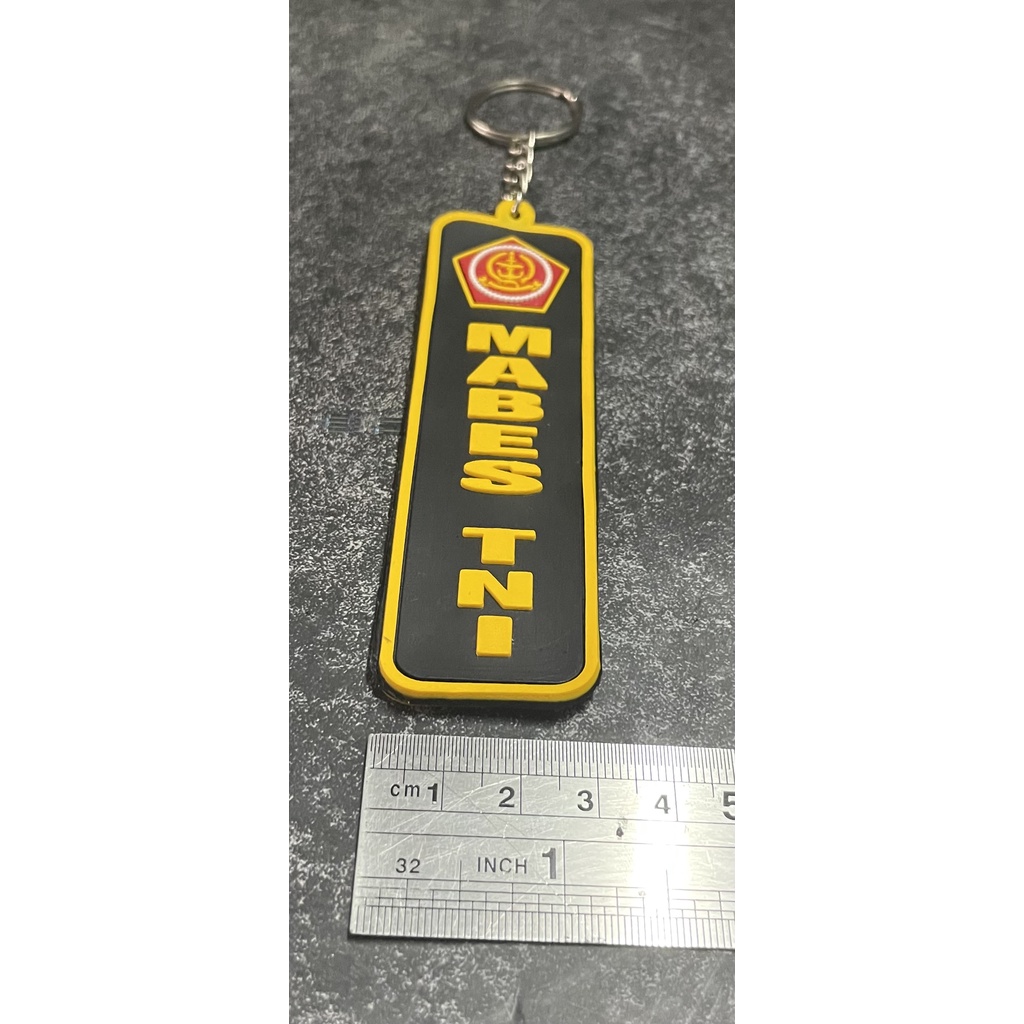 MABES
TNI
cm 1 2 3 4 5
32 INCH 1